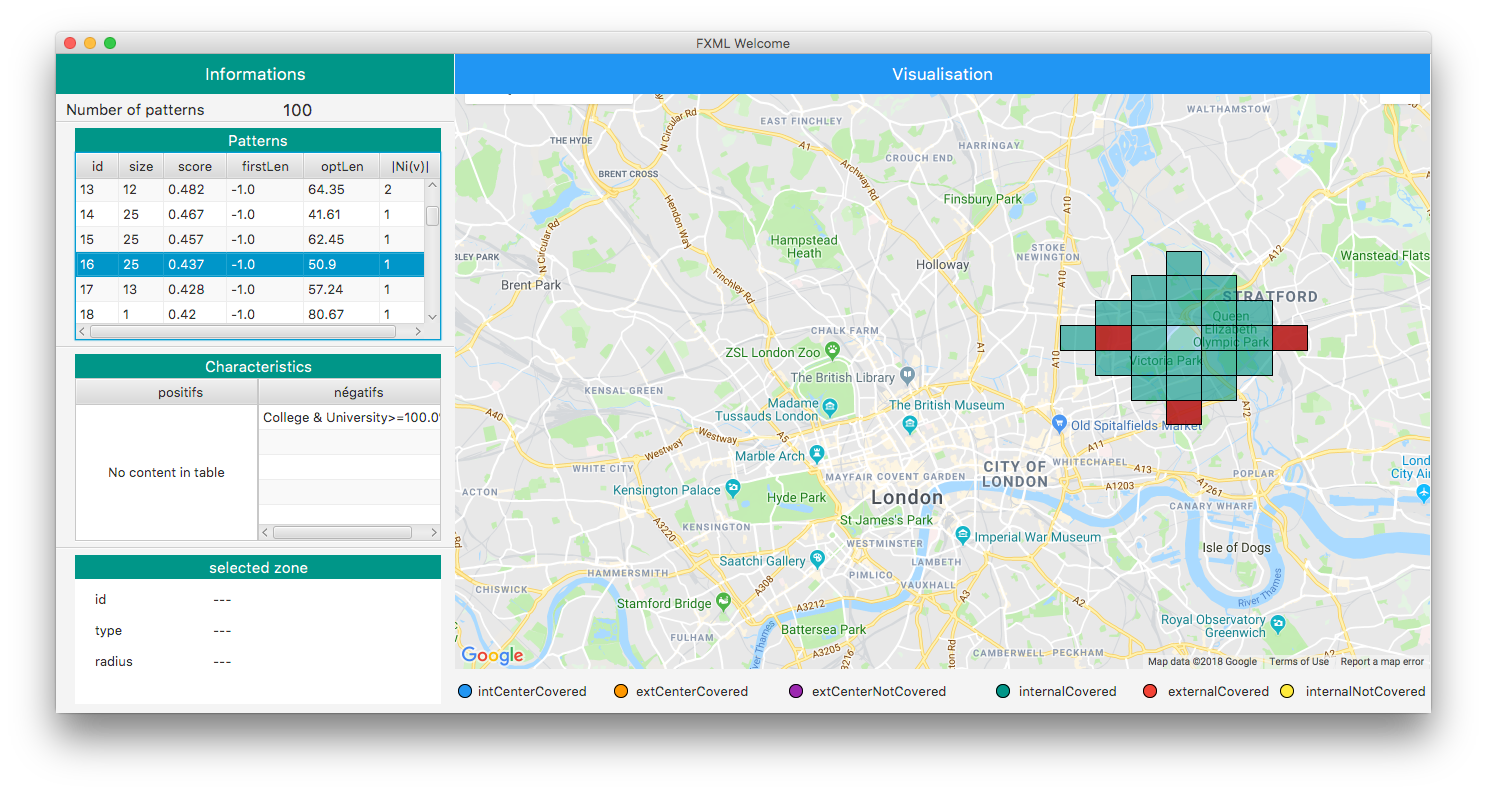 FXML Welcome
Informations
Visualisation
Number of patterns 100
Patterns
id size score firstLen optLen |Ni(v)|
13 12 0.482 -1.0 64.35 2
14 25 0.467 -1.0 41.61 1
15 25 0.457 -1.0 62.45 1
16 25 0.437 -1.0 50.9 1
17 13 0.428 -1.0 57.24 1
18 1 0.42 -1.0 80.67 1
Characteristics
positifs négatifs
College & University>=100.0
No content in table
selected zone
id ---
type ---
radius ---
WALTHAMSTOW
EAST FINCHLEY
N Circular Rd
THE HYDE
A1
HARRINGAY
CROUCH END
Archway Rd
BRENT CROSS
Finsbury Park
A10
Hendon Way
N Circular Rd
Hampstead
Heath
STOKE
NEWINGTON
A12
Wanstead Flats
BLEY PARK
Holloway
Finchley Rd
A10
Brent Park
STRATFORD
Queen
Elizabeth
Olympic Park
CHALK FARM
A1
ZSL London Zoo
A10
Victoria Park
The British Library
KENSAL GREEN
Madame
Tussauds London
The British Museum
A40
A12
Westway
Westway
A5
Old Spitalfields Market
A11
Marble Arch
WHITE CITY
MAYFAIR
COVENT GARDEN
CITY OF
LONDON
WHITECHAPEL
A13
POPLAR
Lond
City Air
ACTON
Kensington Palace
Hyde Park
London
A1203
A1261
CANARY WHARF
KENSINGTON
A3220
St James's Park
WESTMINSTER
Imperial War Museum
Isle of Dogs
Saatchi Gallery
LAMBETH
HAMMERSMITH
PIMLICO
CHISWICK
A308
VAUXHALL
Stamford Bridge
A3212
A3
A2
River Thames
Royal Observatory
Greenwich
Battersea Park
FULHAM
A3205
A3216
CAMBERWELL
PECKHAM
Google
Map data ©2018 Google Terms of Use Report a map error
intCenterCovered extCenterCovered extCenterNotCovered internalCovered externalCovered internalNotCovered